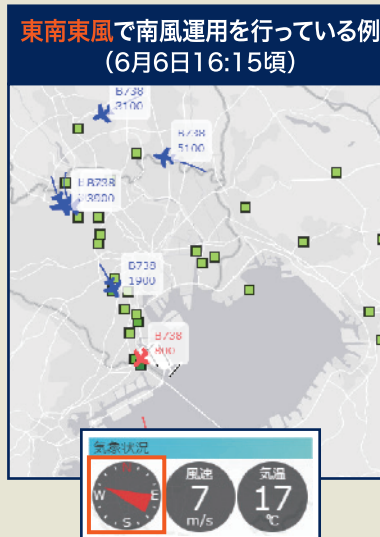 東南東風で南風運用を行っている例
（6月6日16:15頃）
B738
3100
B738
5100
B738
3900
B738
1900
B738
800
気象状況
N
W
E
S
風速
7
m/s
気温
17
℃